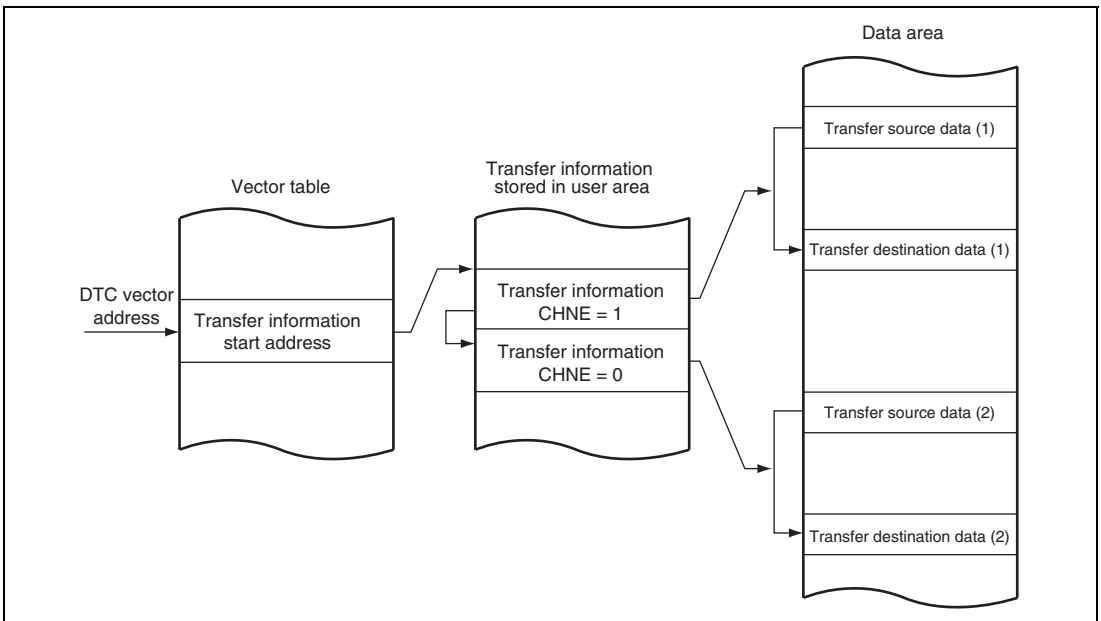 Data area
Transfer source data (1)
Transfer information
stored in user area
Vector table
Transfer destination data (1)
DTC vector
address
Transfer information
start address
Transfer information
CHNE = 1
Transfer information
CHNE = 0
Transfer source data (2)
Transfer destination data (2)